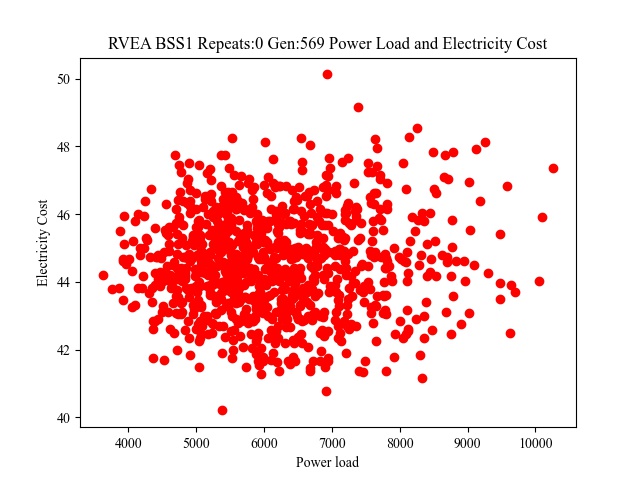 RVEA BSS1 Repeats:0 Gen:569 Power Load and Electricity Cost
50
48
46
44
42
40
Electricity Cost
4000 5000 6000 7000 8000 9000 10000
Power load